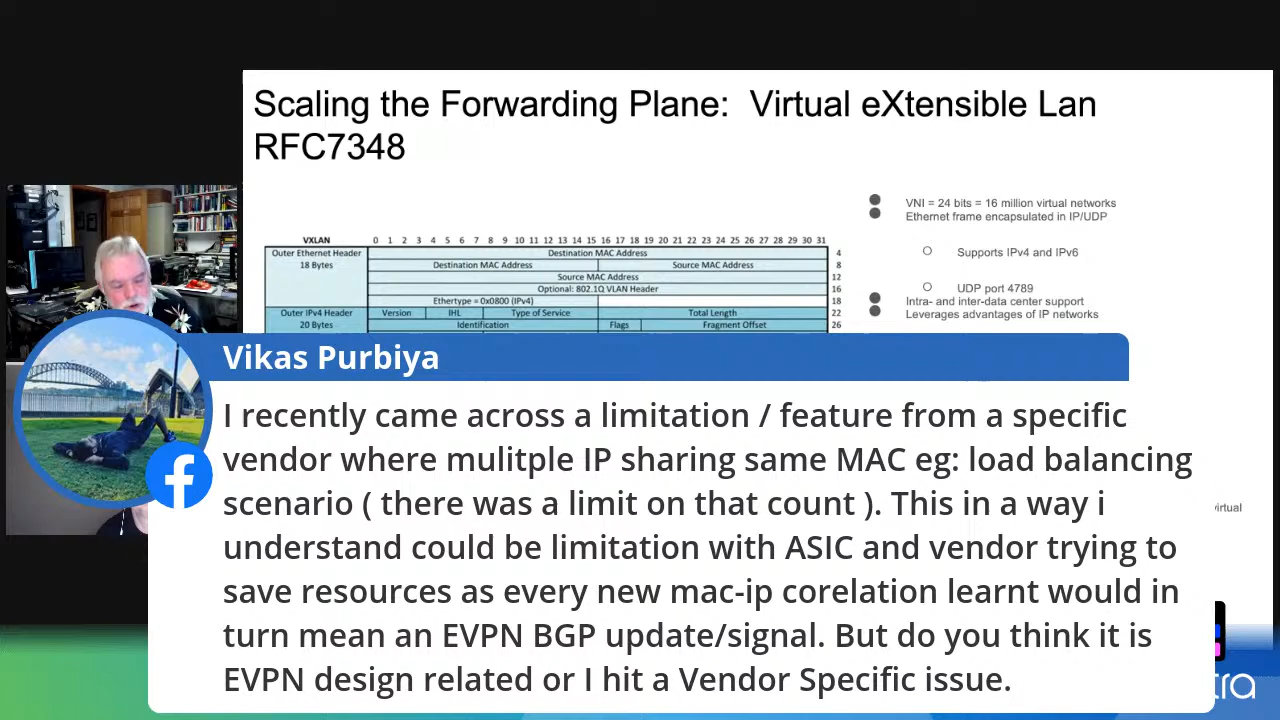 Scaling the Forwarding Plane: Virtual eXtensible Lan
RFC7348
VNI = 24 bits = 16 million virtual networks
Ethernet frame encapsulated in IP/UDP
Supports IPv4 and IPv6
UDP port 4789
Intra- and inter-data center support
Leverages advantages of IP networks
VXLAN 0 1 2 3 4 5 6 7 8 9 10 11 12 13 14 15 16 17 18 19 20 21 22 23 24 25 26 27 28 29 30 31
Outer Ethernet Header Destination MAC Address 4
18 Bytes Destination MAC Address Source MAC Address 8
Source MAC Address 12
Optional: 802.1Q VLAN Header 16
Ethertype = 0x0800 (IPv4) 18
Outer IPv4 Header Version IHL Type of Service Total Length 22
20 Bytes Identification Flags Fragment Offset 26
Vikas Purbiya
I recently came across a limitation / feature from a specific
vendor where mulitple IP sharing same MAC eg: load balancing
scenario ( there was a limit on that count ). This in a way i
understand could be limitation with ASIC and vendor trying to
save resources as every new mac-ip corelation learnt would in
turn mean an EVPN BGP update/signal. But do you think it is
EVPN design related or I hit a Vendor Specific issue.